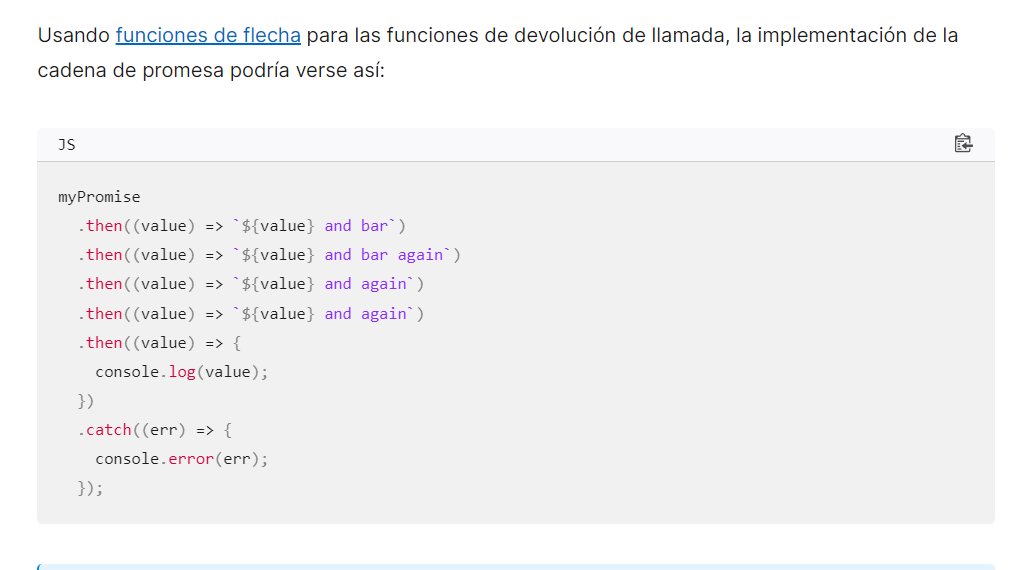 Usando funciones de flecha para las funciones de devolución de llamada, la implementación de la
cadena de promesa podría verse así:
JS
myPromise
  .then((value) => `${value} and bar`)
  .then((value) => `${value} and bar again`)
  .then((value) => `${value} and again`)
  .then((value) => `${value} and again`)
  .then((value) => {
    console.log(value);
  })
  .catch((err) => {
    console.error(err);
  });